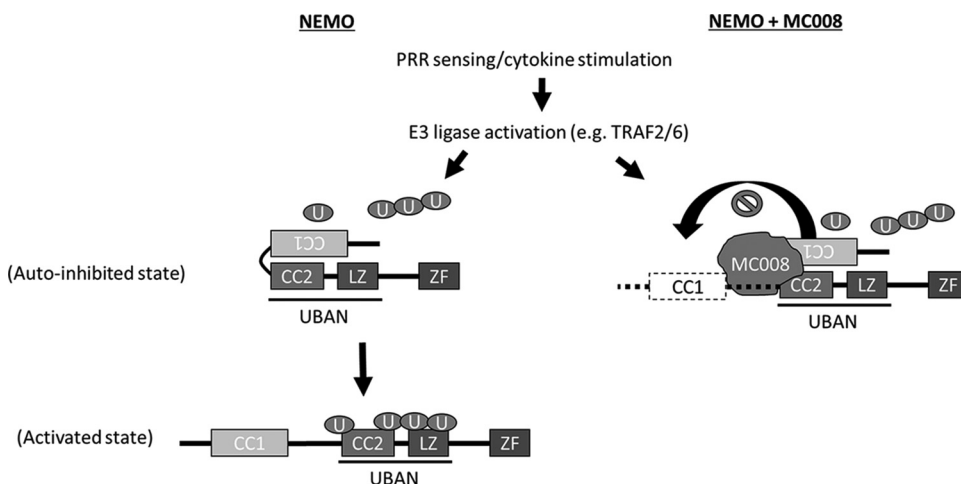 NEMO
NEMO + MC008
PRR sensing/cytokine stimulation
E3 ligase activation (e.g. TRAF2/6)
U
U U U
CC1
(Auto-inhibited state)
CC2 LZ ZF
UBAN
U
U U U
CC1
MC008
CC1
CC2 LZ ZF
UBAN
(Activated state)
U
U U U
CC1 CC2 LZ ZF
UBAN